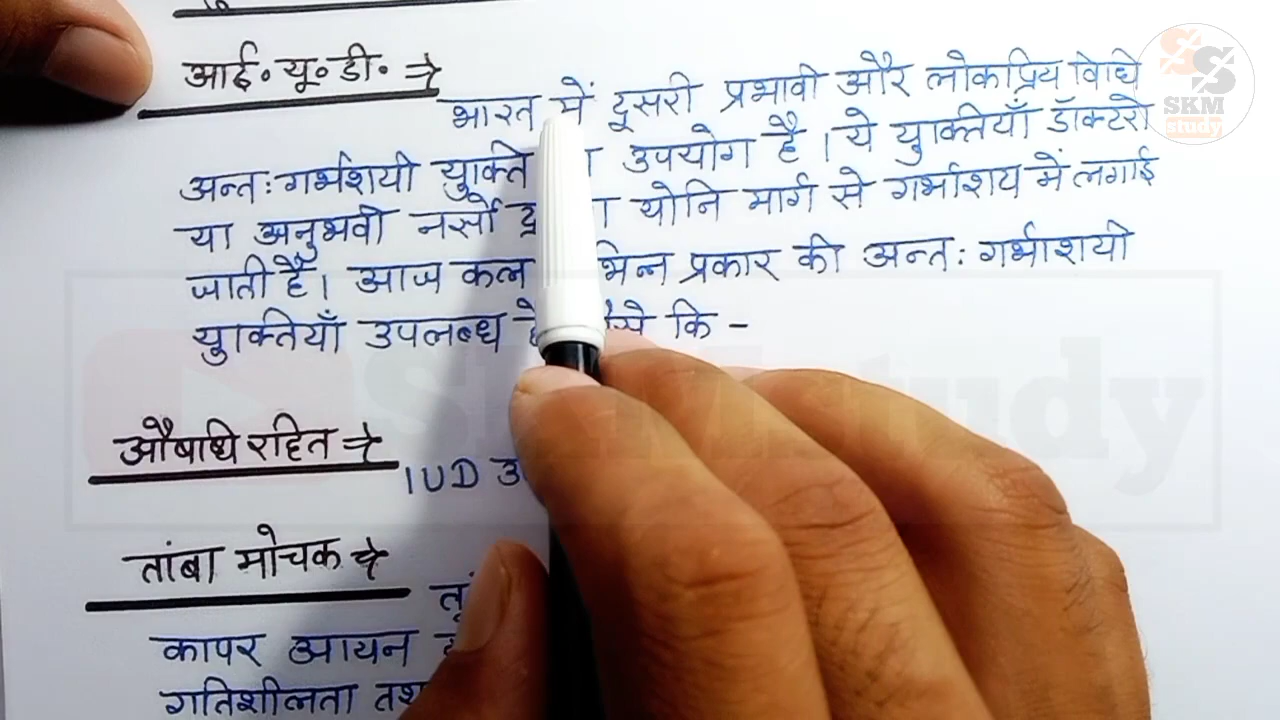 आई॰यू॰डी॰ →
भारत में दूसरी प्रभावी और लोकप्रिय विधि
अन्तःगर्भशयी युक्ति उपयोग है। ये युक्तियाँ डॉक्टरो
या अनुभवी नर्सो योनि मार्ग से गर्भाशय में लगाई
जाती है। आज कल प्रकार की अन्तः गर्भाशयी
युक्तियाँ उपलब्ध कि -
औषधि रहित →
IUD
तांबा मोचक →
कापर आयन
गतिशीलता
SKM
study
SKMstudy